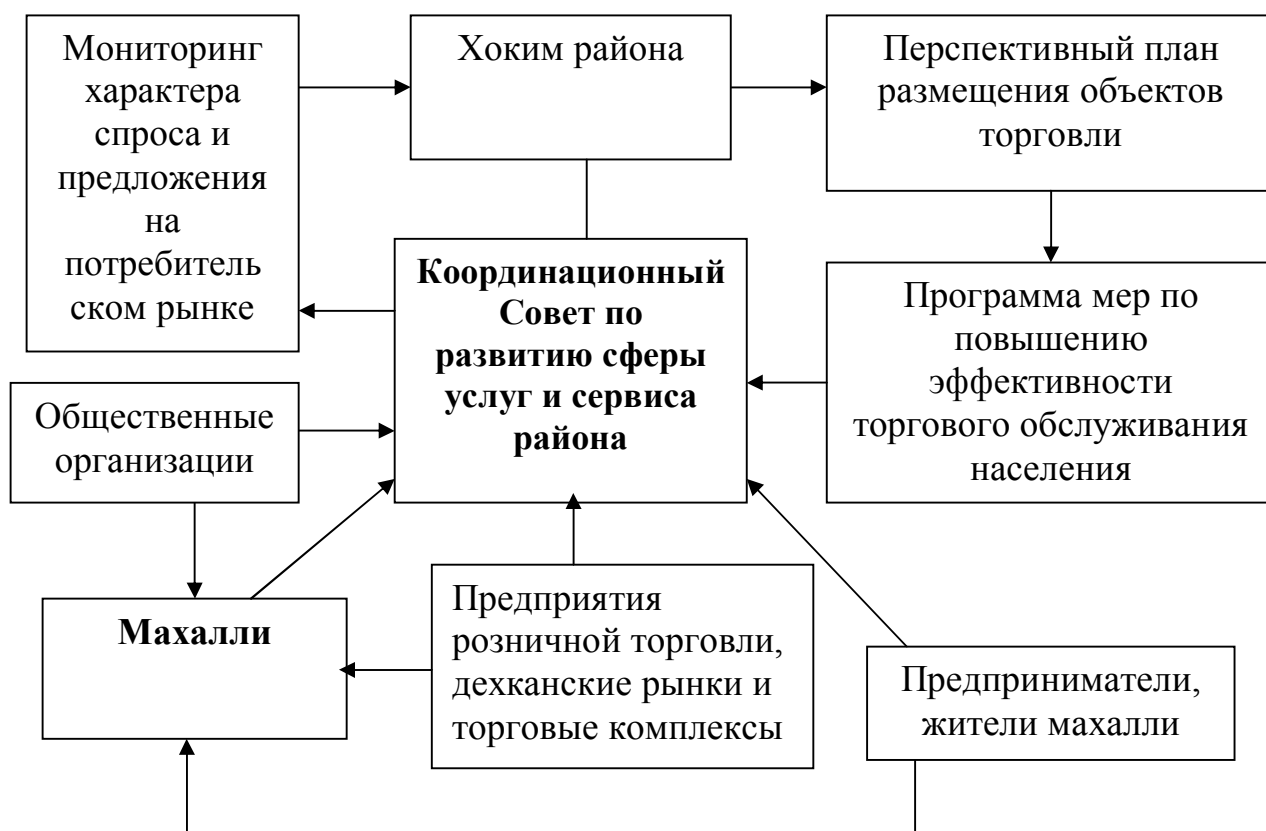 Мониторинг
характера
спроса и
предложения
на
потребитель
ском рынке
Хоким района
Перспективный план
размещения объектов
торговли
Координационный
Совет по
развитию сферы
услуг и сервиса
района
Программа мер по
повышению
эффективности
торгового обслуживания
населения
Общественные
организации
Махалли
Предприятия
розничной торговли,
дехканские рынки и
торговые комплексы
Предприниматели,
жители махалли